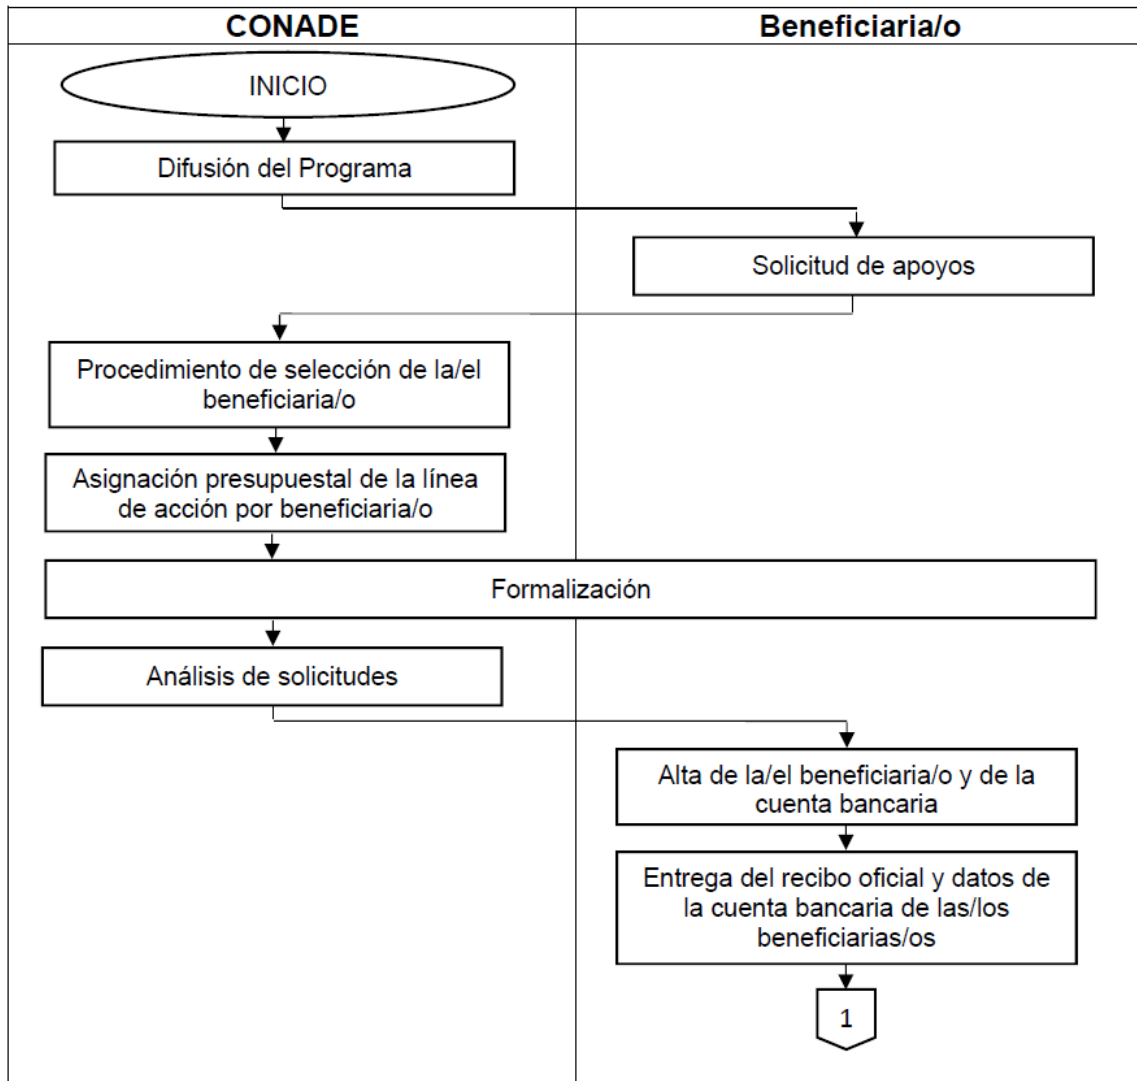 CONADE
Beneficiaria/o
INICIO
Difusión del Programa
Solicitud de apoyos
Procedimiento de selección de la/el
beneficiaria/o
Asignación presupuestal de la línea
de acción por beneficiaria/o
Formalización
Análisis de solicitudes
Alta de la/el beneficiaria/o y de la
cuenta bancaria
Entrega del recibo oficial y datos de
la cuenta bancaria de las/los
beneficiarias/os
1